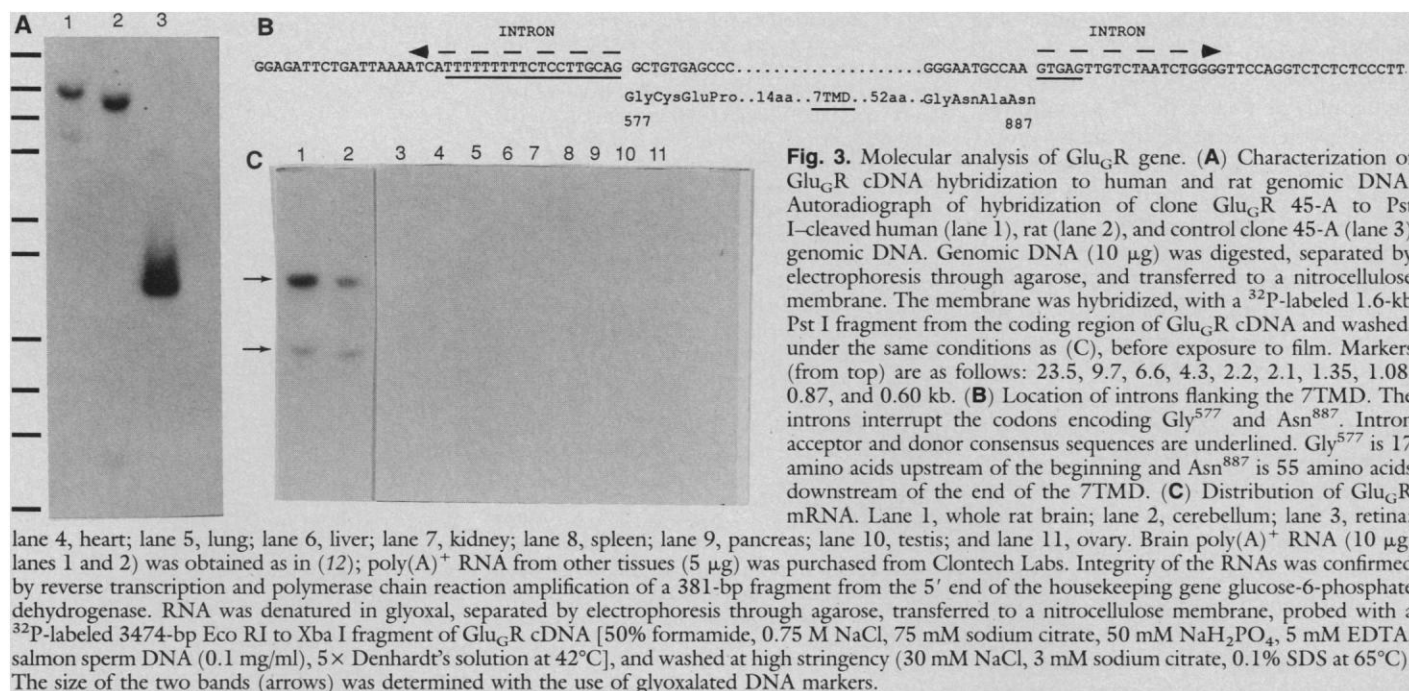 A
1 2 3
B
INTRON
INTRON
GGAGATTCTGATTAAAATCATTTTTTTTTCTCCTTGCAG GCTGTGAGCCC....................GGGAATGCCAA GTGAGTTGTCTAATCTGGGGTTCCAGGTCTCTCTCCCTT
GlyCysGluPro..14aa..7TMD..52aa..GlyAsnAlaAsn
577 887
C
1 2 3 4 5 6 7 8 9 10 11
Fig. 3. Molecular analysis of GluGR gene. (A) Characterization of
GluGR cDNA hybridization to human and rat genomic DNA
Autoradiograph of hybridization of clone GluGR 45-A to Pst
I–cleaved human (lane 1), rat (lane 2), and control clone 45-A (lane 3)
genomic DNA. Genomic DNA (10 μg) was digested, separated by
electrophoresis through agarose, and transferred to a nitrocellulose
membrane. The membrane was hybridized, with a 32P-labeled 1.6-kb
Pst I fragment from the coding region of GluGR cDNA and washed
under the same conditions as (C), before exposure to film. Markers
(from top) are as follows: 23.5, 9.7, 6.6, 4.3, 2.2, 2.1, 1.35, 1.08
0.87, and 0.60 kb. (B) Location of introns flanking the 7TMD. The
introns interrupt the codons encoding Gly577 and Asn887. Intron
acceptor and donor consensus sequences are underlined. Gly577 is 17
amino acids upstream of the beginning and Asn887 is 55 amino acids
downstream of the end of the 7TMD. (C) Distribution of GluGR
mRNA. Lane 1, whole rat brain; lane 2, cerebellum; lane 3, retina;
lane 4, heart; lane 5, lung; lane 6, liver; lane 7, kidney; lane 8, spleen; lane 9, pancreas; lane 10, testis; and lane 11, ovary. Brain poly(A)+ RNA (10 μg
lanes 1 and 2) was obtained as in (12); poly(A)+ RNA from other tissues (5 μg) was purchased from Clontech Labs. Integrity of the RNAs was confirmed
by reverse transcription and polymerase chain reaction amplification of a 381-bp fragment from the 5′ end of the housekeeping gene glucose-6-phosphate
dehydrogenase. RNA was denatured in glyoxal, separated by electrophoresis through agarose, transferred to a nitrocellulose membrane, probed with a
32P-labeled 3474-bp Eco RI to Xba I fragment of GluGR cDNA [50% formamide, 0.75 M NaCl, 75 mM sodium citrate, 50 mM NaH2PO4, 5 mM EDTA
salmon sperm DNA (0.1 mg/ml), 5× Denhardt's solution at 42°C], and washed at high stringency (30 mM NaCl, 3 mM sodium citrate, 0.1% SDS at 65°C)
The size of the two bands (arrows) was determined with the use of glyoxalated DNA markers.